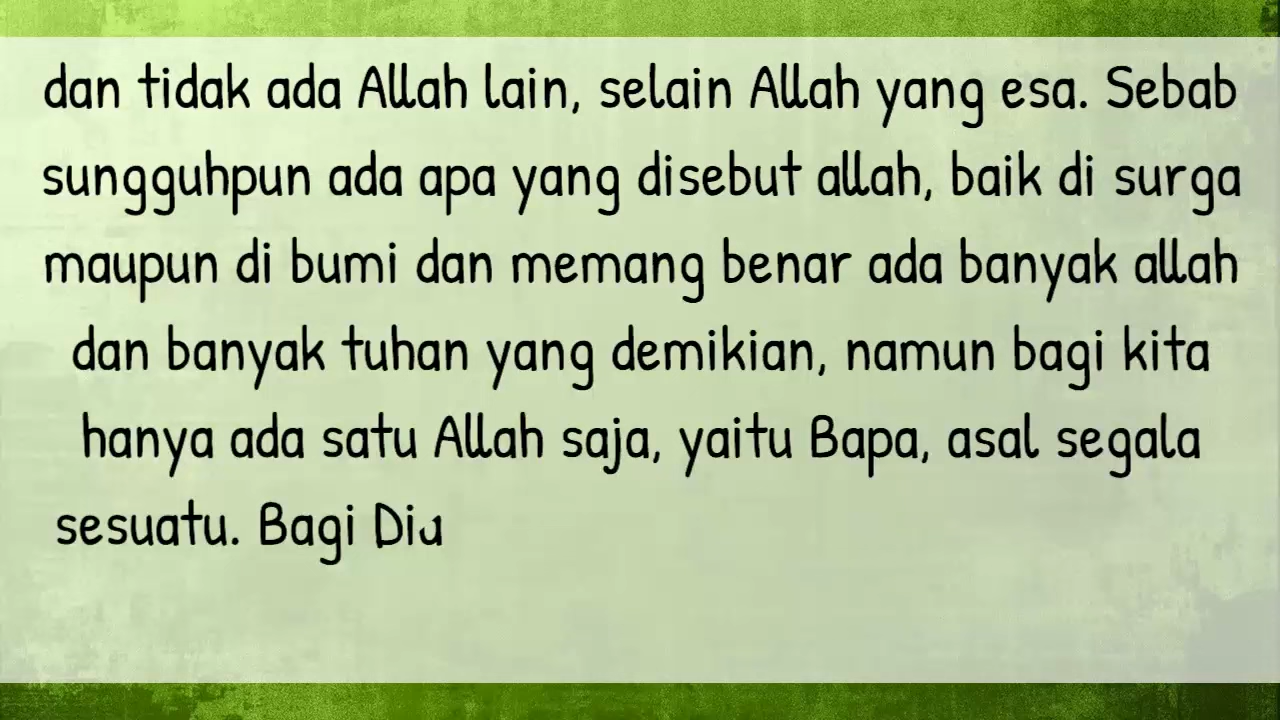 dan tidak ada Allah lain, selain Allah yang esa. Sebab
sungguhpun ada apa yang disebut allah, baik di surga
maupun di bumi dan memang benar ada banyak allah
dan banyak tuhan yang demikian, namun bagi kita
hanya ada satu Allah saja, yaitu Bapa, asal segala
sesuatu. Bagi Dia